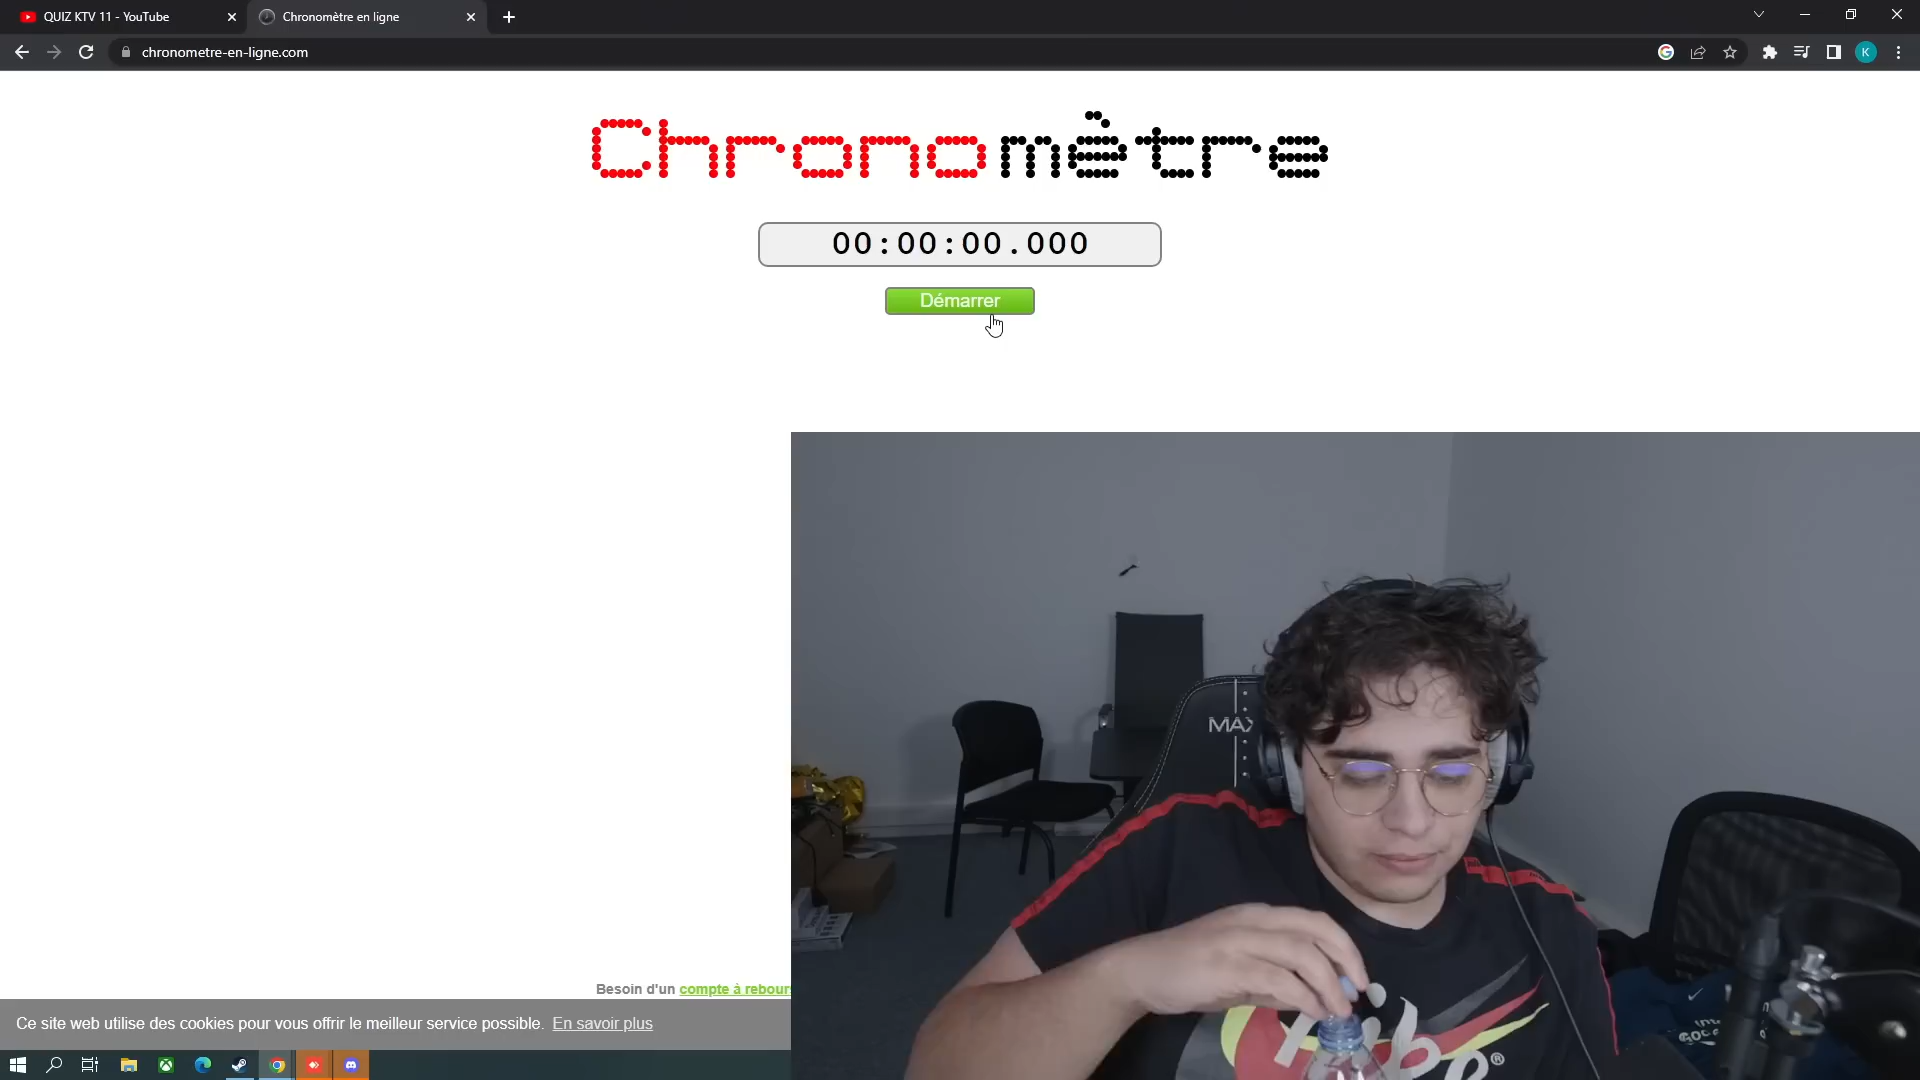 QUIZ KTV 11 - YouTube
Chronomètre en ligne
chronometre-en-ligne.com
K
Chronomètre
00:00:00.000
Démarrer
MAX
Besoin d'un compte à rebours
Ce site web utilise des cookies pour vous offrir le meilleur service possible. En savoir plus